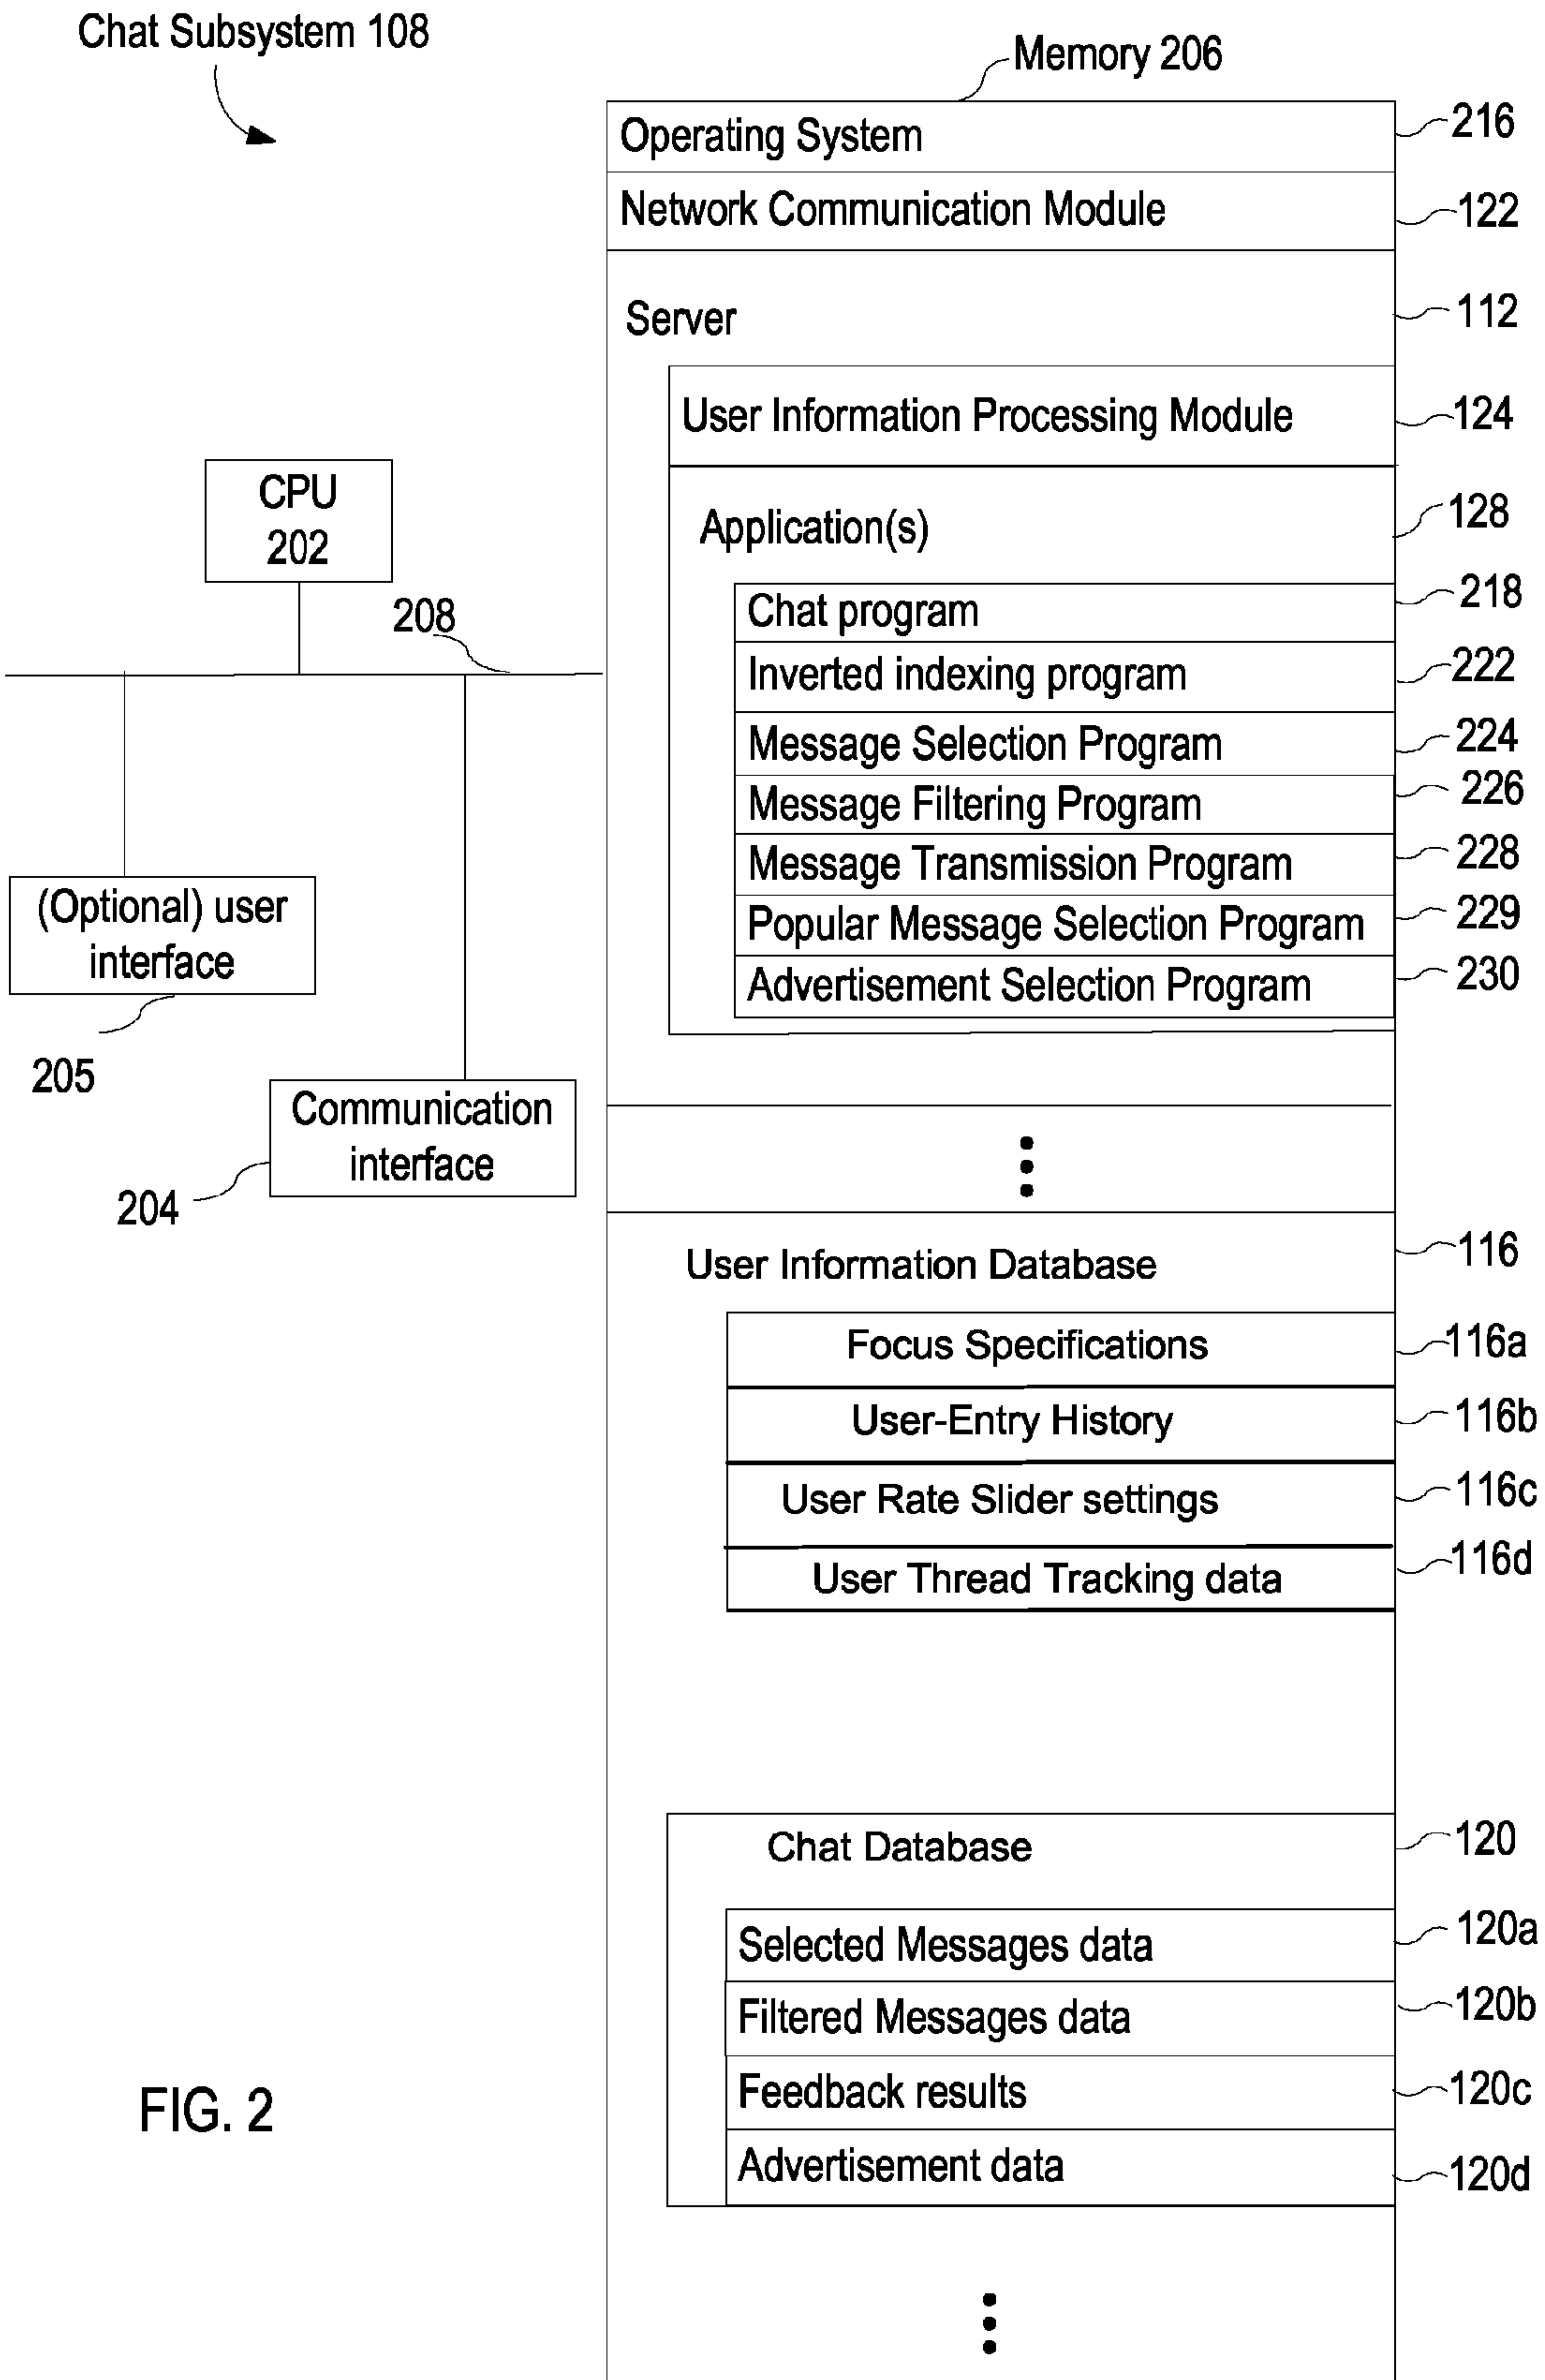 Chat Subsystem 108
Memory 206
Operating System
216
Network Communication Module
122
Server
112
User Information Processing Module
124
Application(s)
128
Chat program
218
Inverted indexing program
222
Message Selection Program
224
Message Filtering Program
226
Message Transmission Program
228
Popular Message Selection Program
229
Advertisement Selection Program
230
CPU
202
208
(Optional) user
interface
205
Communication
interface
204
User Information Database
116
Focus Specifications
116a
User-Entry History
116b
User Rate Slider settings
116c
User Thread Tracking data
116d
Chat Database
120
Selected Messages data
120a
Filtered Messages data
120b
Feedback results
120c
Advertisement data
120d
FIG. 2